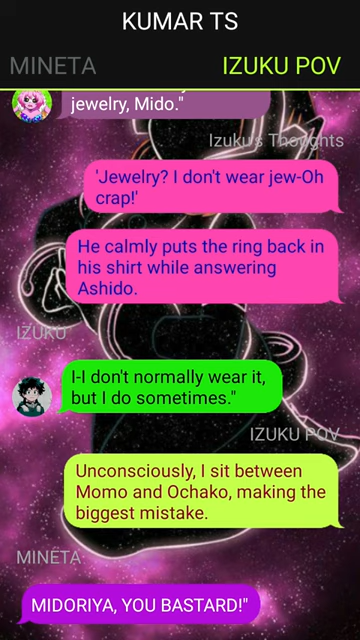 KUMAR TS
MINETA
IZUKU POV
jewelry, Mido."
Izuku's Thoughts
'Jewelry? I don't wear jew-Oh
crap!'
He calmly puts the ring back in
his shirt while answering
Ashido.
IZUKU
I-I don't normally wear it,
but I do sometimes."
IZUKU POV
Unconsciously, I sit between
Momo and Ochako, making the
biggest mistake.
MINETA
MIDORIYA, YOU BASTARD!"